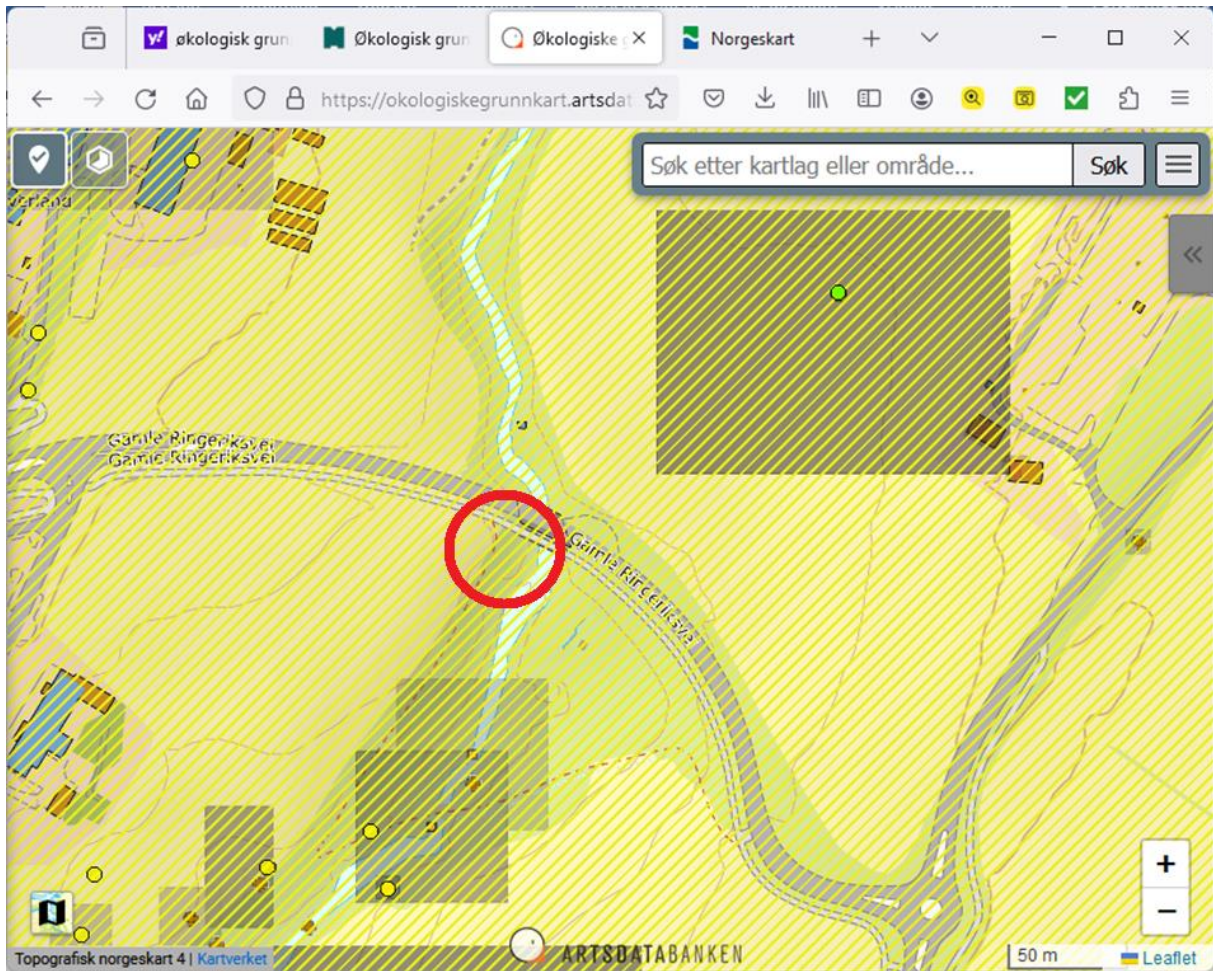 økologisk grun
Økologisk grun
Økologiske g
Norgeskart
https://okologiskegrunnkart.artsdat
Søk etter kartlag eller område...
Søk
verland
Gamle Ringeriksvei
Gamle Ringeriksvei
Gamle Ringeriksve
+
−
ARTSDATABANKEN
50 m
Topografisk norgeskart 4 | Kartverket
Leaflet